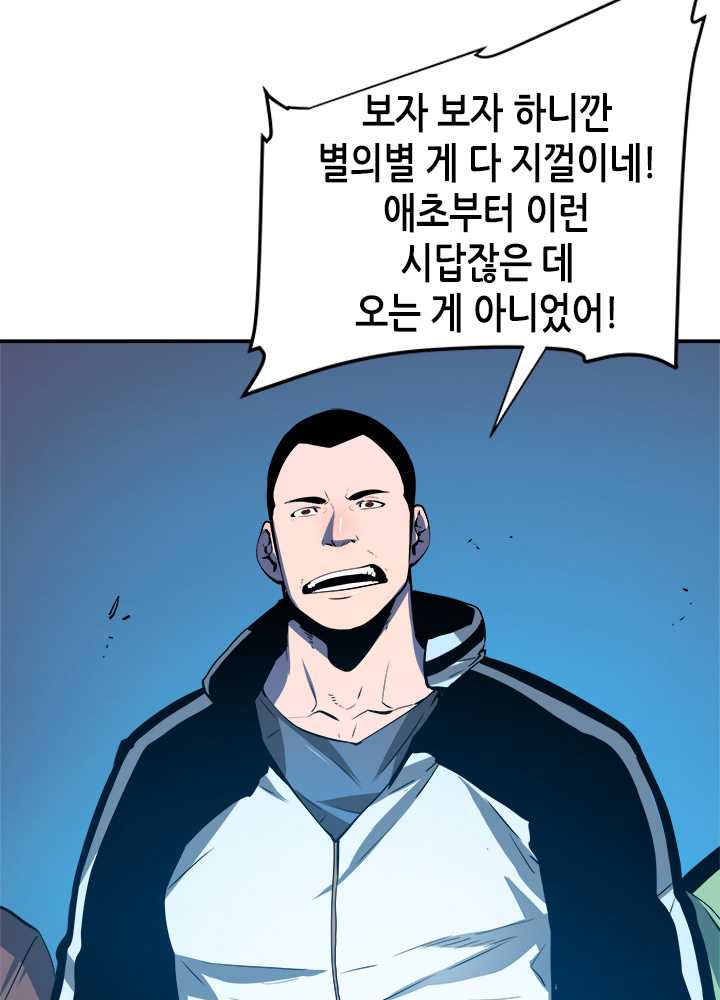 보자 보자 하니깐
별의별 게 다 지껄이네!
애초부터 이런
시답잖은 데
오는 게 아니었어!